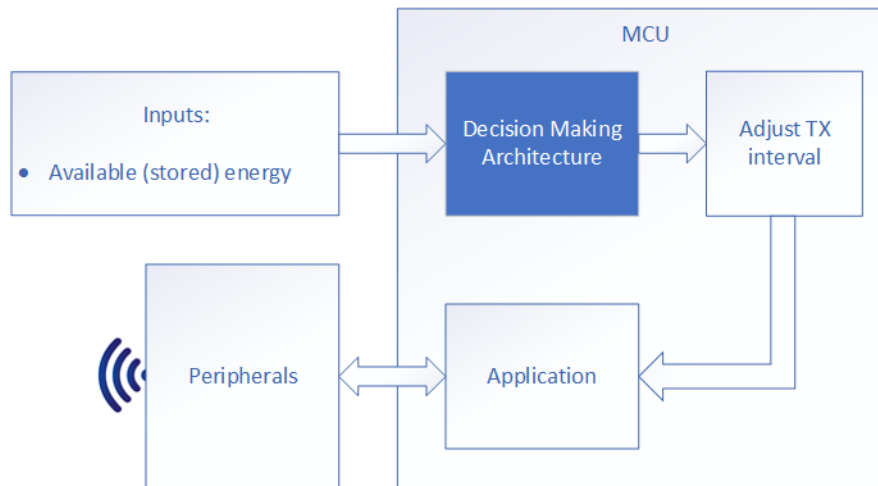 MCU
Inputs:
• Available (stored) energy
Decision Making
Architecture
Adjust TX
interval
Peripherals
Application